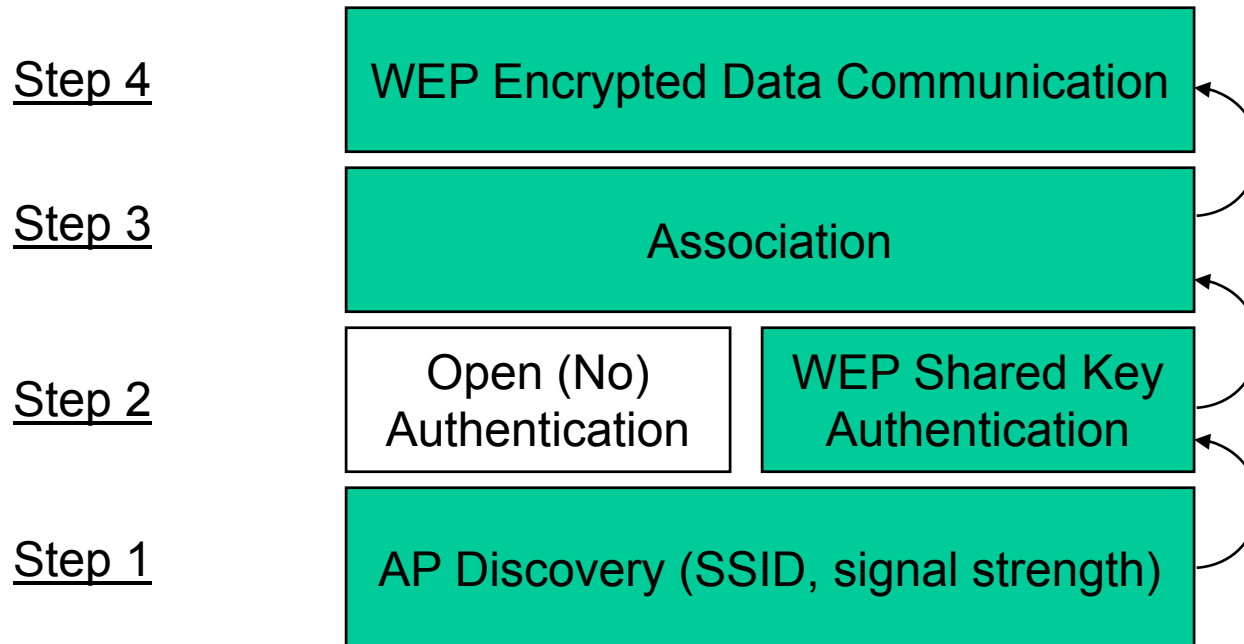 Step 4
WEP Encrypted Data Communication
Step 3
Association
Step 2
Open (No)
Authentication
WEP Shared Key
Authentication
Step 1
AP Discovery (SSID, signal strength)